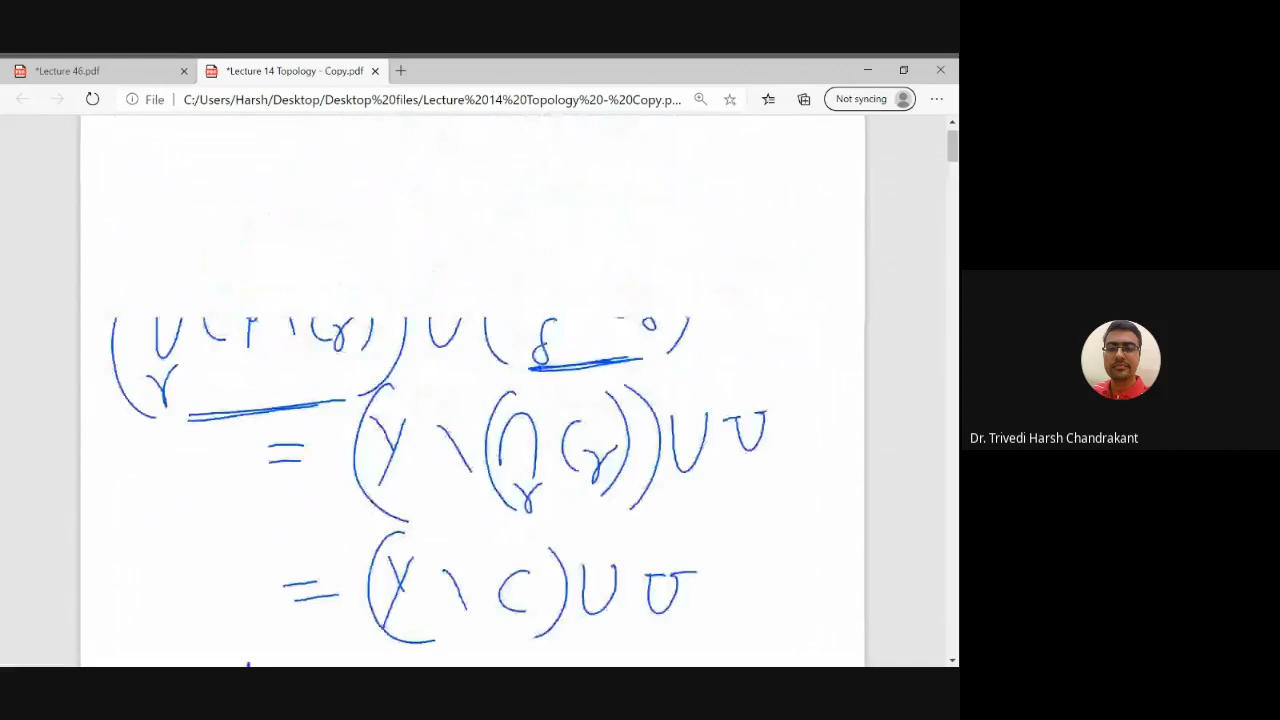 *Lecture 46.pdf
*Lecture 14 Topology - Copy.pdf
File | C:/Users/Harsh/Desktop/Desktop%20files/Lecture%2014%20Topology%20-%20Copy.p...
Not syncing
= (Y \ (⋂_γ C_γ)) ∪ U
= (Y \ C) ∪ U
Dr. Trivedi Harsh Chandrakant